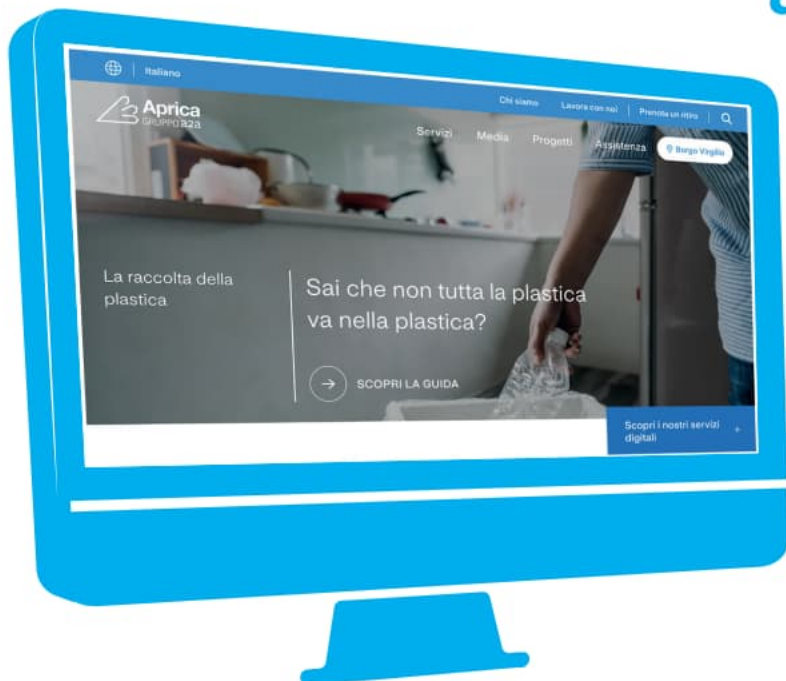 Italiano
Chi siamo
Lavora con noi
Prenota un ritiro
Aprica
GRUPPO a2a
Servizi
Media
Progetti
Assistenza
Borgo Virgilio
La raccolta della
plastica
Sai che non tutta la plastica
va nella plastica?
SCOPRI LA GUIDA
Scopri i nostri servizi
digitali +